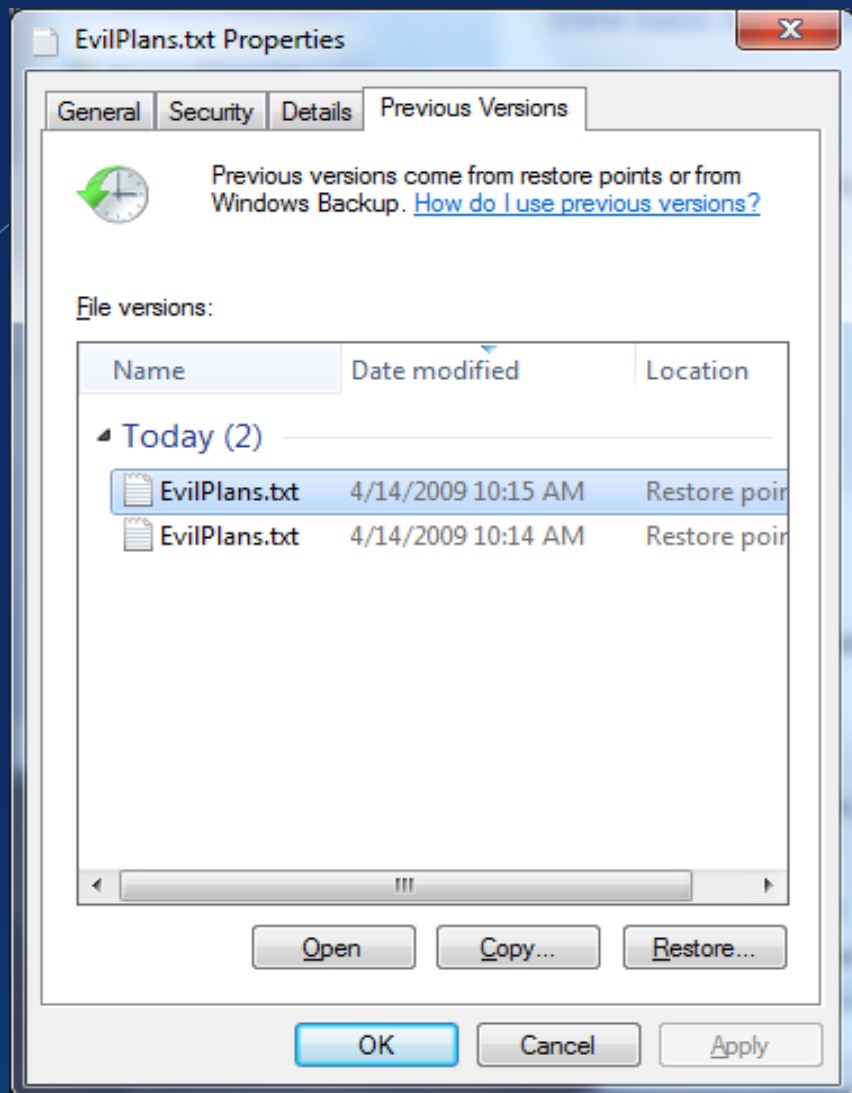 EvilPlans.txt Properties
General Security Details Previous Versions
Previous versions come from restore points or from
Windows Backup. How do I use previous versions?
File versions:
Name Date modified Location
Today (2)
EvilPlans.txt 4/14/2009 10:15 AM Restore poin
EvilPlans.txt 4/14/2009 10:14 AM Restore poin
Open Copy... Restore...
OK Cancel Apply